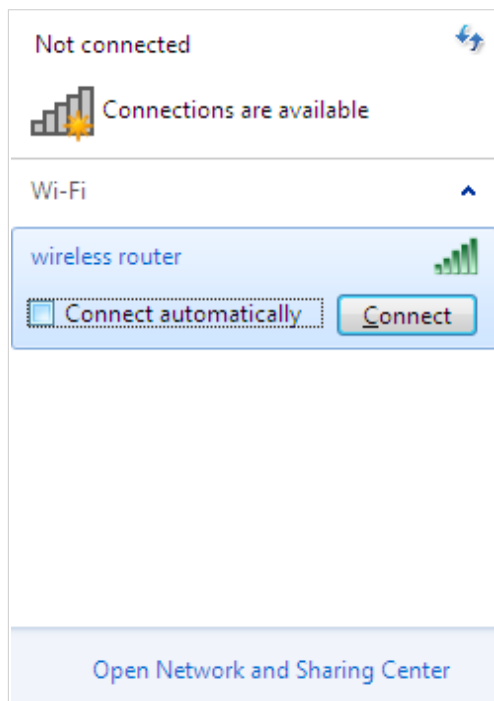 Not connected
Connections are available
Wi-Fi
wireless router
Connect automatically
Connect
Open Network and Sharing Center